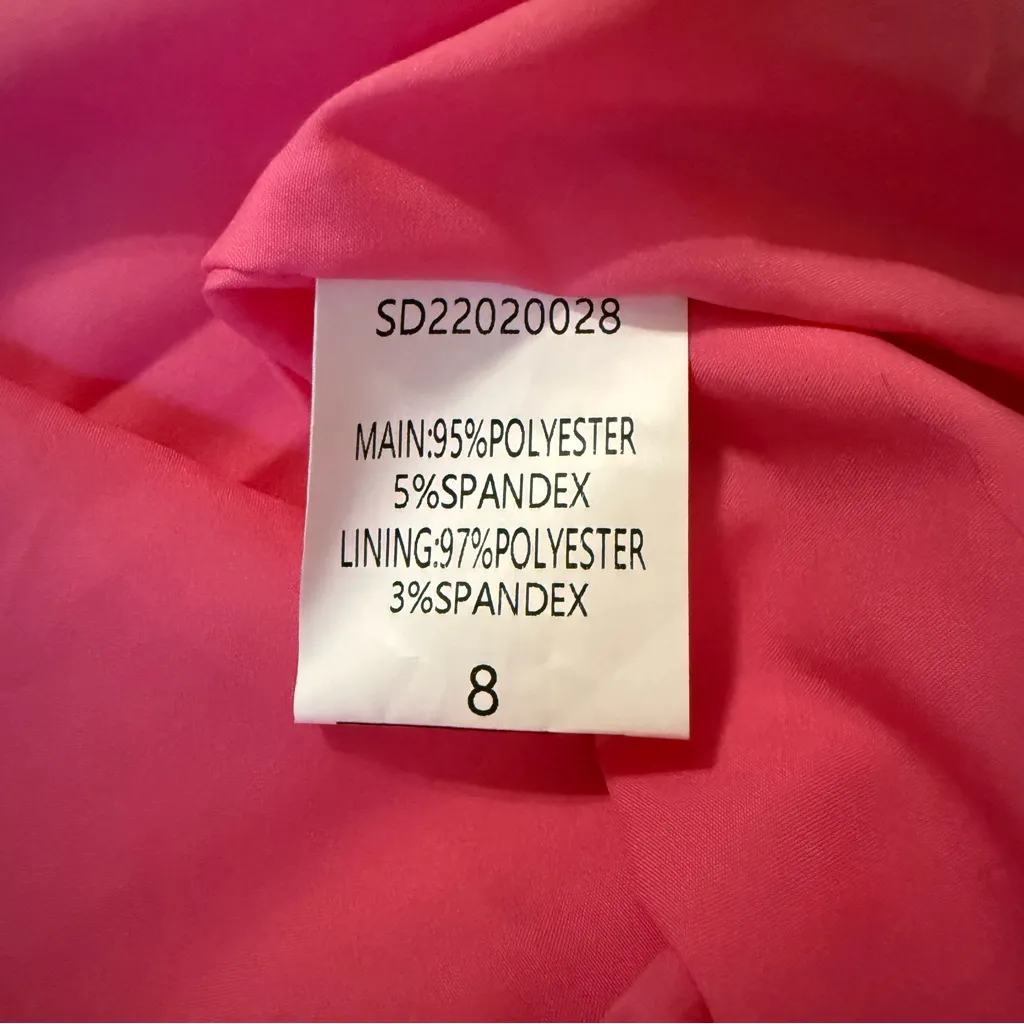 SD22020028
MAIN:95%POLYESTER
5%SPANDEX
LINING:97%POLYESTER
3%SPANDEX
8